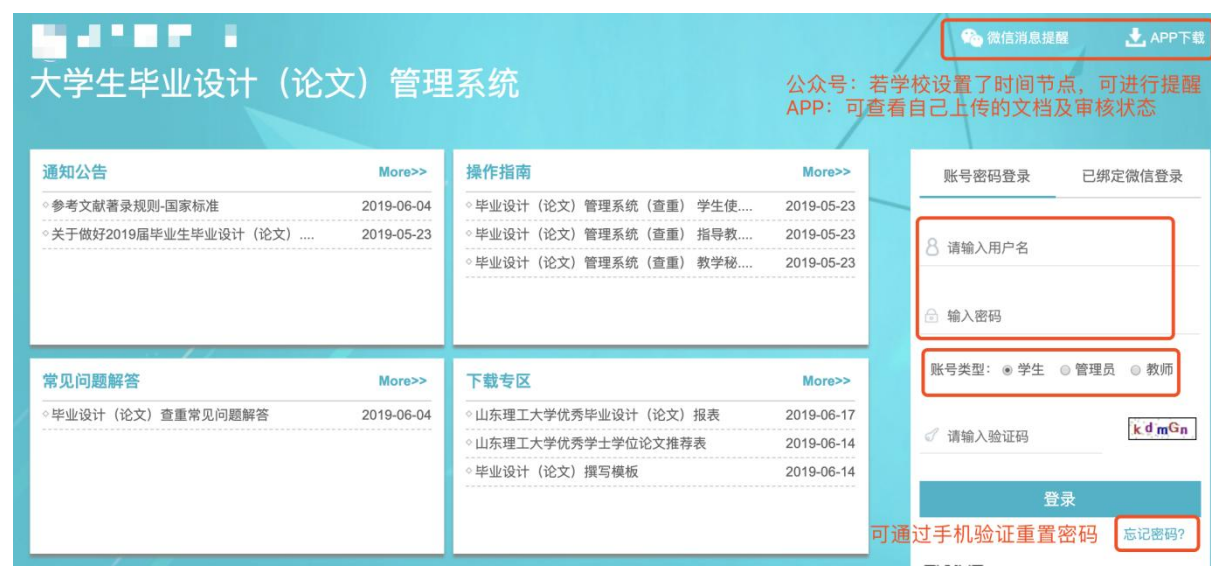 微信消息提醒 APP下载
大学生毕业设计（论文）管理系统
公众号：若学校设置了时间节点，可进行提醒
APP：可查看自己上传的文档及审核状态
通知公告 More>>
参考文献著录规则-国家标准 2019-06-04
关于做好2019届毕业生毕业设计（论文）.... 2019-05-23
操作指南 More>>
毕业设计（论文）管理系统（查重） 学生使.... 2019-05-23
毕业设计（论文）管理系统（查重） 指导教.... 2019-05-23
毕业设计（论文）管理系统（查重） 教学秘.... 2019-05-23
常见问题解答 More>>
毕业设计（论文）查重常见问题解答 2019-06-04
下载专区 More>>
山东理工大学优秀毕业设计（论文）报表 2019-06-17
山东理工大学优秀学士学位论文推荐表 2019-06-14
毕业设计（论文）撰写模板 2019-06-14
账号密码登录 已绑定微信登录
请输入用户名
输入密码
账号类型： 学生 管理员 教师
请输入验证码 kdmGn
登录
可通过手机验证重置密码 忘记密码?